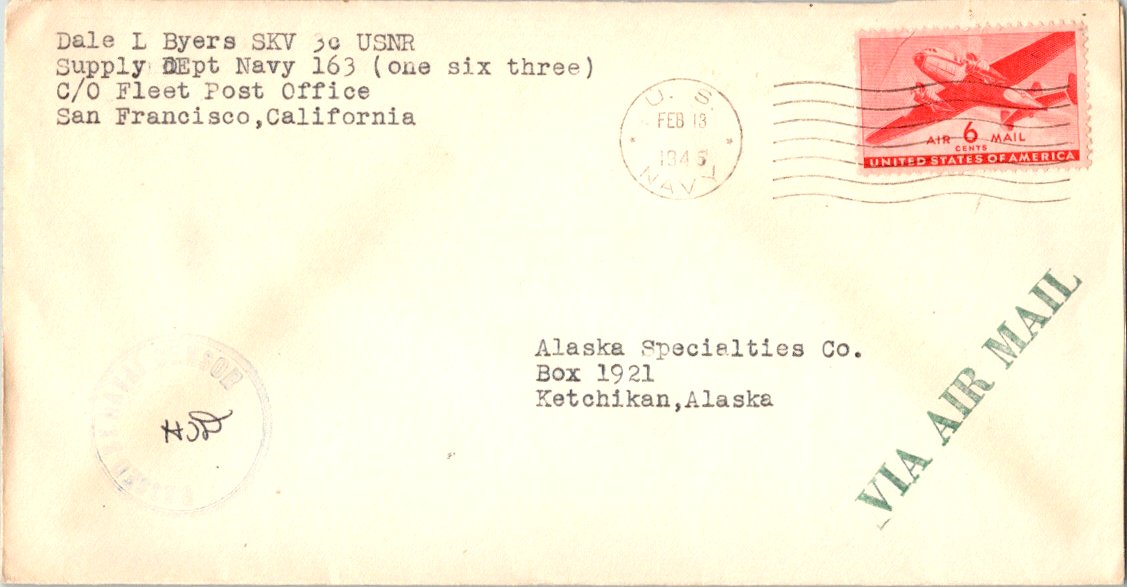 Dale L Byers SKV 3c USNR
Supply DEpt Navy 163 (one six three)
C/O Fleet Post Office
San Francisco,California
U. S.
FEB 13
1945
NAVY
AIR 6 MAIL
CENTS
UNITED STATES OF AMERICA
Alaska Specialties Co.
Box 1921
Ketchikan,Alaska
VIA AIR MAIL